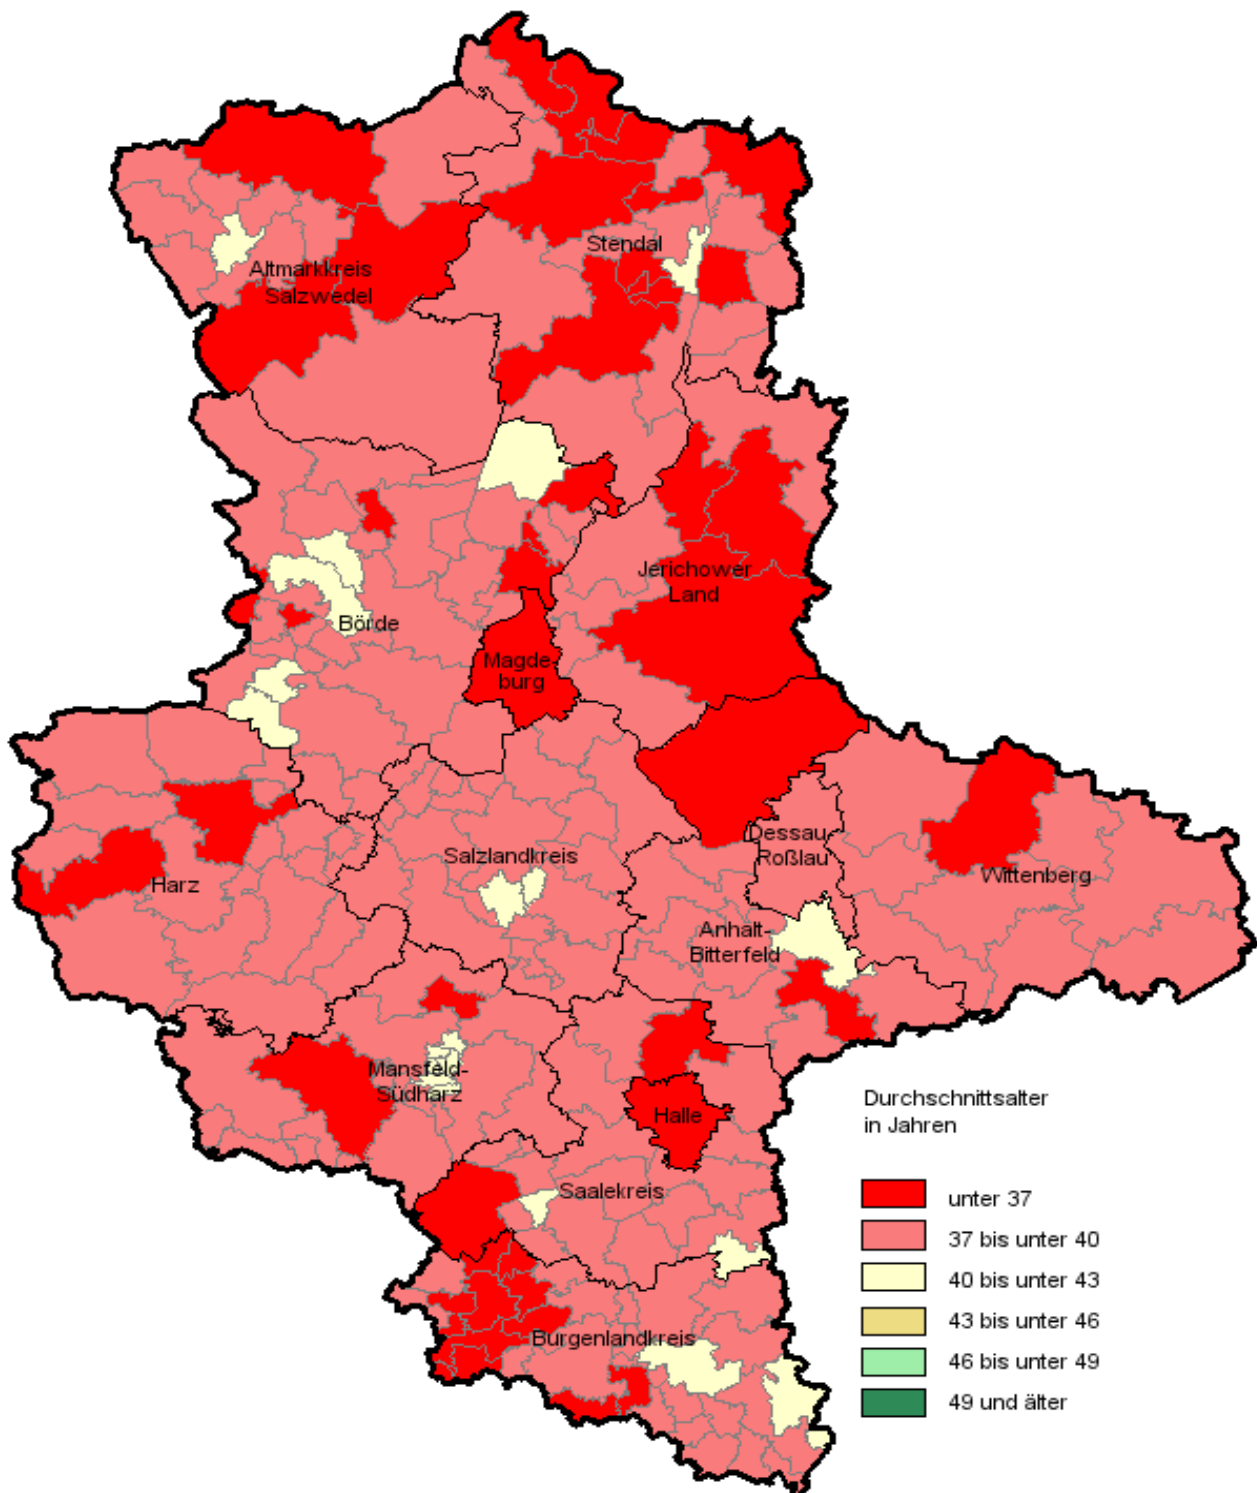 Stendal
Altmarkkreis
Salzwedel
Jerichower
Land
Börde
Magde-
burg
Dessau-
Roßlau
Salzlandkreis
Harz
Wittenberg
Anhalt-
Bitterfeld
Mansfeld-
Südharz
Halle
Saalekreis
Burgenlandkreis
Durchschnittsalter
in Jahren
unter 37
37 bis unter 40
40 bis unter 43
43 bis unter 46
46 bis unter 49
49 und älter